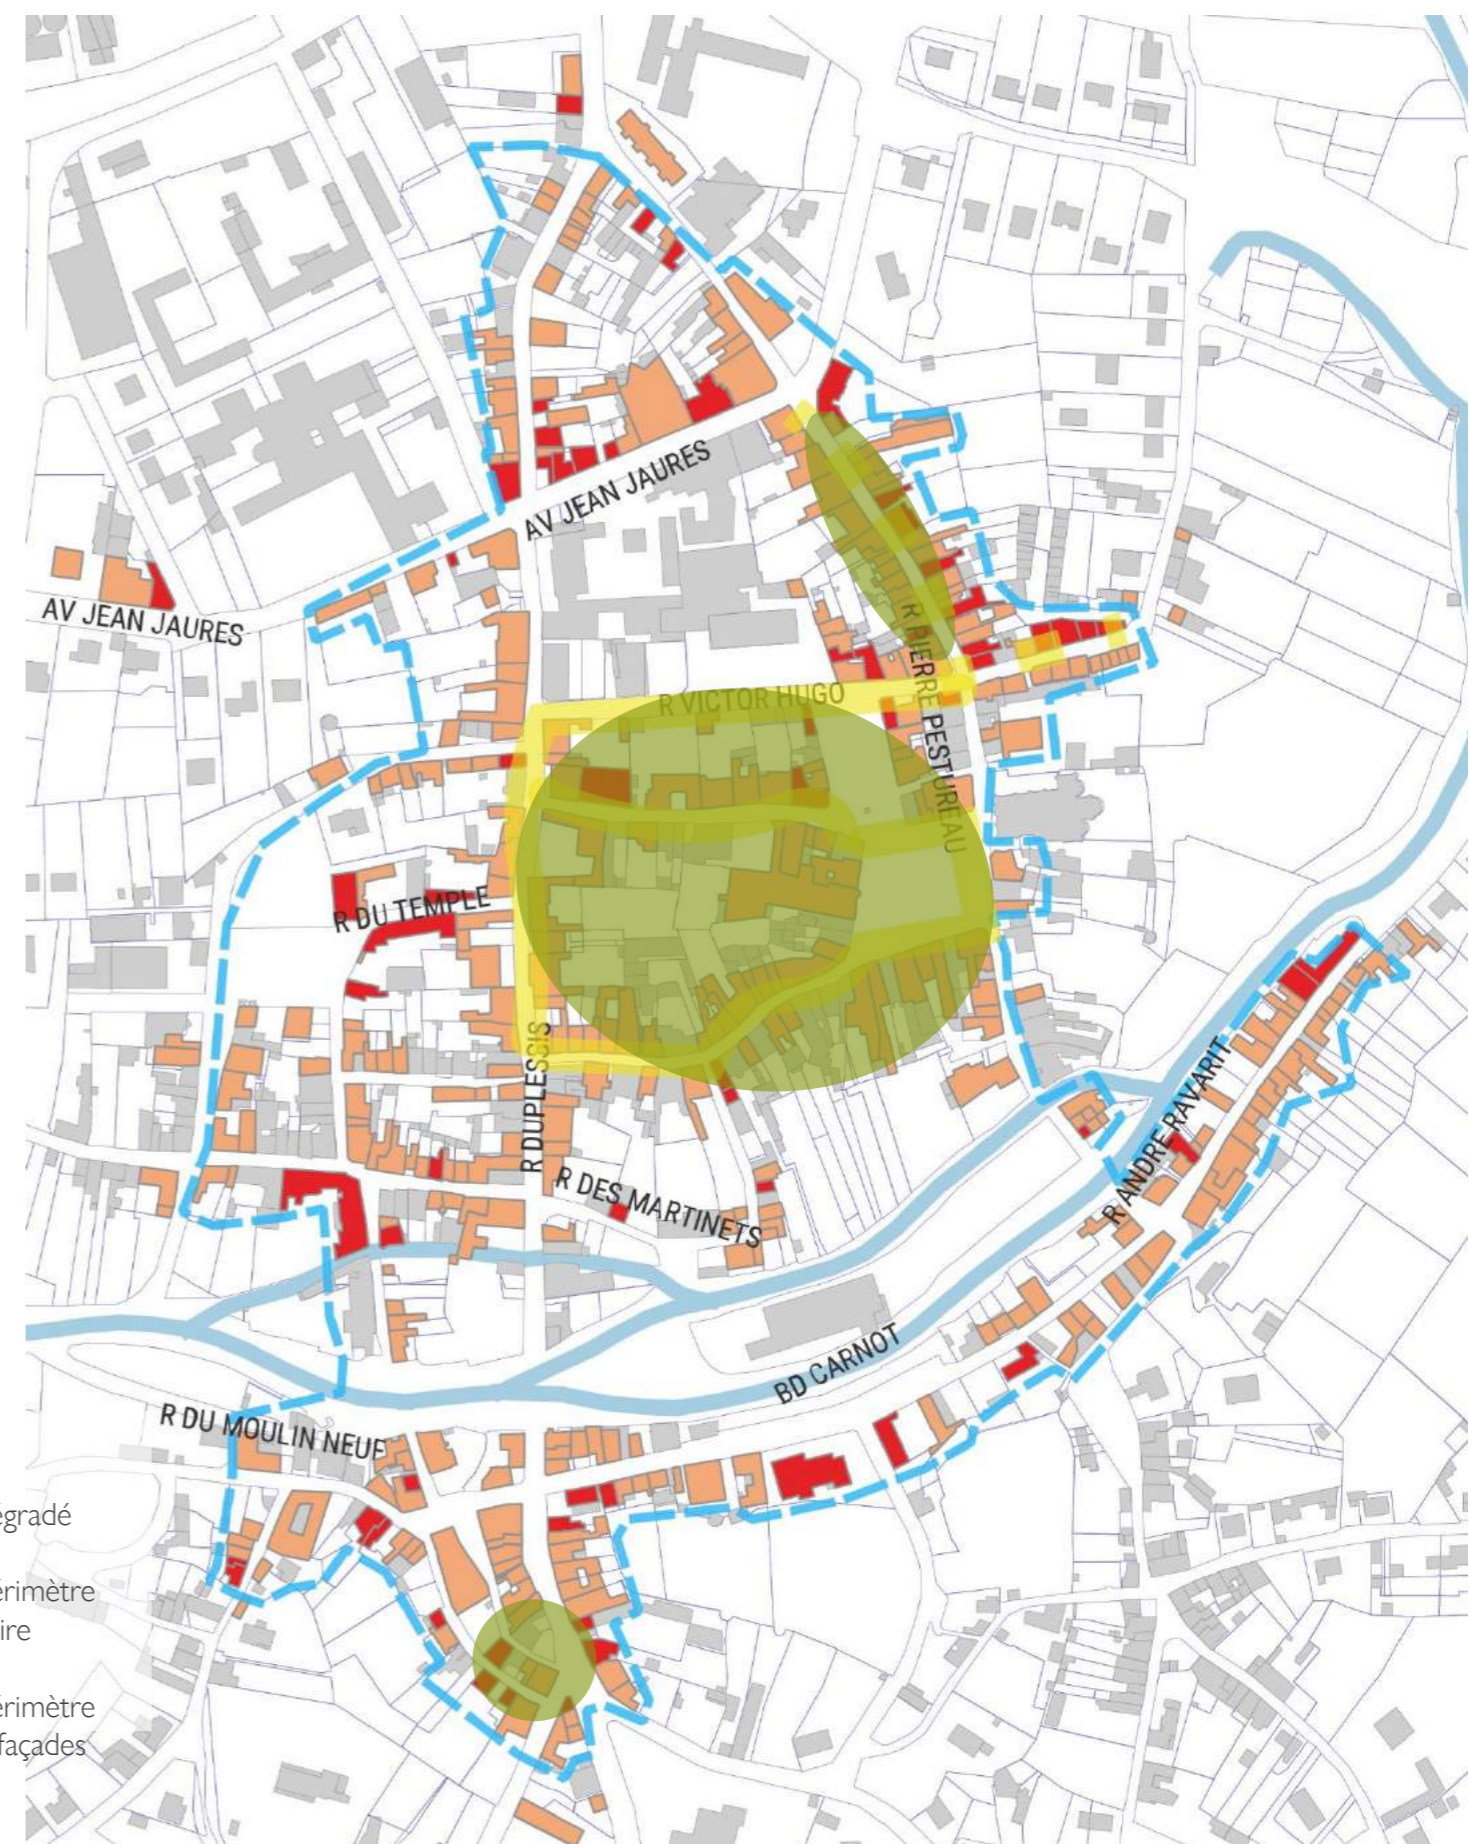 AV JEAN JAURES
AV JEAN JAURES
R PIERRE PESTUREAU
R VICTOR HUGO
R DU TEMPLE
R DUPLESSIS
R ANDRE RAVARIT
R DES MARTINETS
BD CARNOT
R DU MOULIN NEUF
égradé
érimètre
ire
érimètre
façades